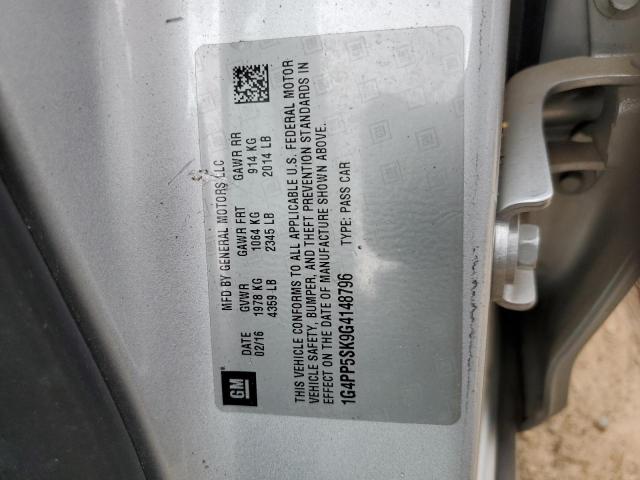 GM
MFD BY GENERAL MOTORS LLC
DATE GVWR GAWR FRT GAWR RR
02/16 1978 KG 1064 KG 914 KG
4359 LB 2345 LB 2014 LB
THIS VEHICLE CONFORMS TO ALL APPLICABLE U.S. FEDERAL MOTOR
VEHICLE SAFETY, BUMPER, AND THEFT PREVENTION STANDARDS IN
EFFECT ON THE DATE OF MANUFACTURE SHOWN ABOVE.
1G4PP5SK9G4148796 TYPE: PASS CAR